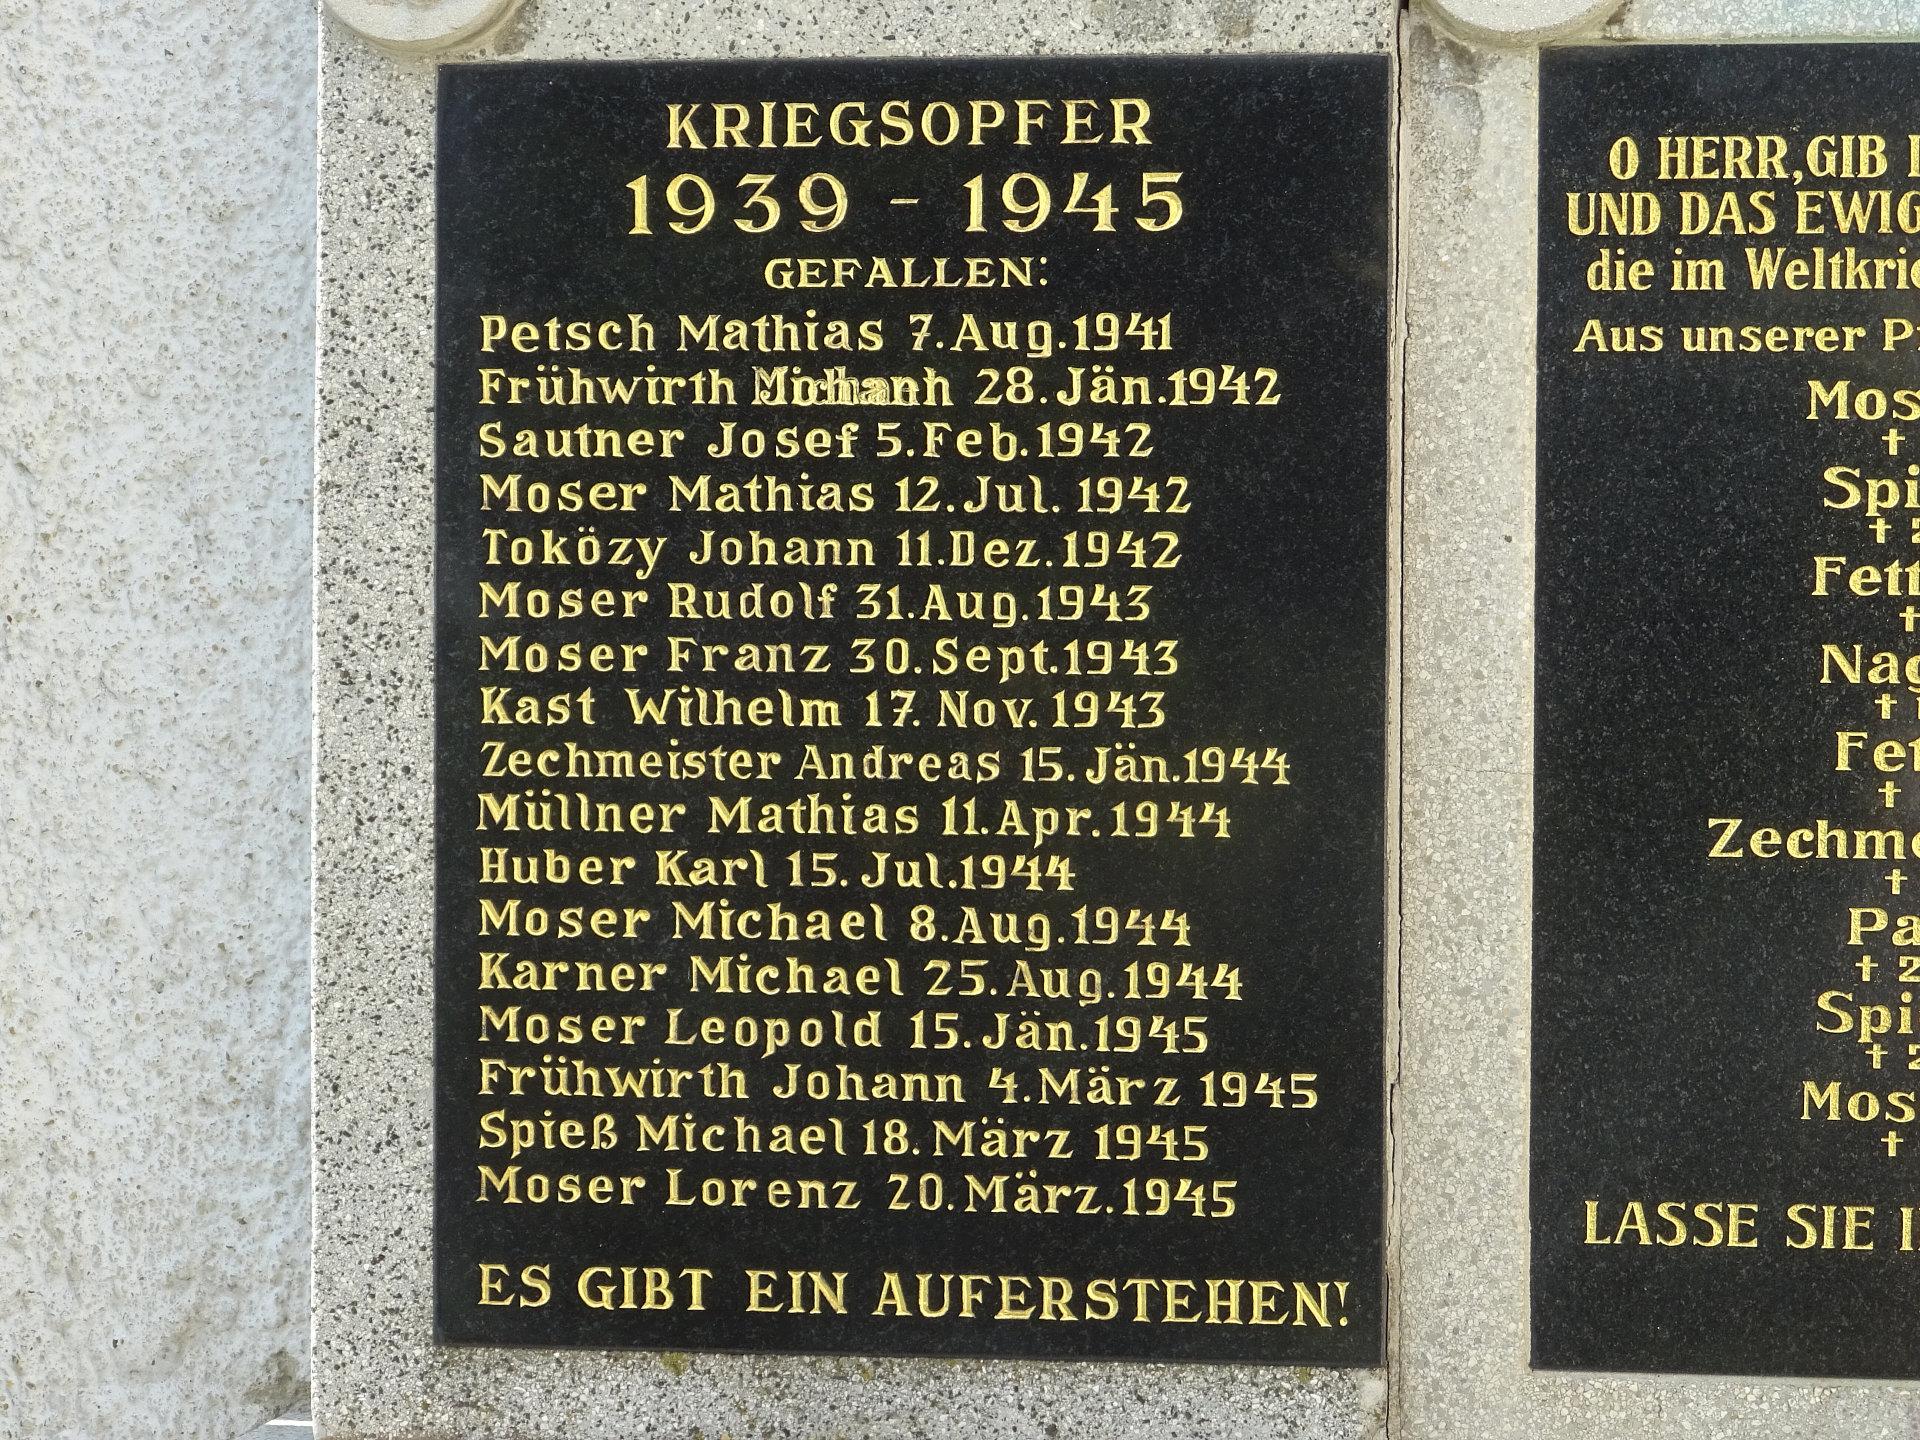 KRIEGSOPFER
1939 - 1945
GEFALLEN:
Petsch Mathias 7. Aug. 1941
Frühwirth 28. Jän. 1942
Sautner Josef 5. Feb. 1942
Moser Mathias 12. Jul. 1942
Toközy Johann 11. Dez. 1942
Moser Rudolf 31. Aug. 1943
Moser Franz 30. Sept. 1943
Kast Wilhelm 17. Nov. 1943
Zechmeister Andreas 15. Jän. 1944
Müllner Mathias 11. Apr. 1944
Huber Karl 15. Jul. 1944
Moser Michael 8. Aug. 1944
Karner Michael 25. Aug. 1944
Moser Leopold 15. Jän. 1945
Frühwirth Johann 4. März 1945
Spieß Michael 18. März 1945
Moser Lorenz 20. März. 1945
ES GIBT EIN AUFERSTEHEN!
O HERR, GIB
UND DAS
die im
Aus unserer
LASSE SIE